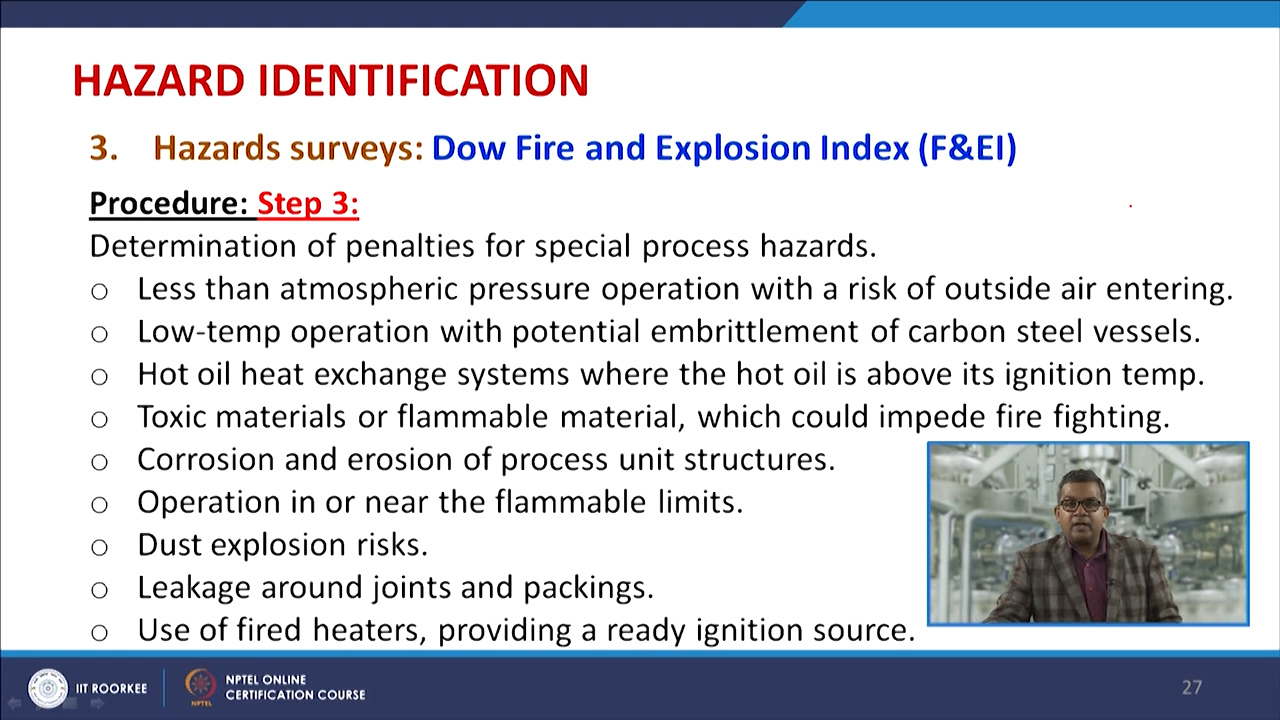 HAZARD IDENTIFICATION
3. Hazards surveys: Dow Fire and Explosion Index (F&EI)
Procedure: Step 3:
Determination of penalties for special process hazards.
○ Less than atmospheric pressure operation with a risk of outside air entering.
○ Low-temp operation with potential embrittlement of carbon steel vessels.
○ Hot oil heat exchange systems where the hot oil is above its ignition temp.
○ Toxic materials or flammable material, which could impede fire fighting.
○ Corrosion and erosion of process unit structures.
○ Operation in or near the flammable limits.
○ Dust explosion risks.
○ Leakage around joints and packings.
○ Use of fired heaters, providing a ready ignition source.
IIT ROORKEE
NPTEL
NPTEL ONLINE
CERTIFICATION COURSE
27